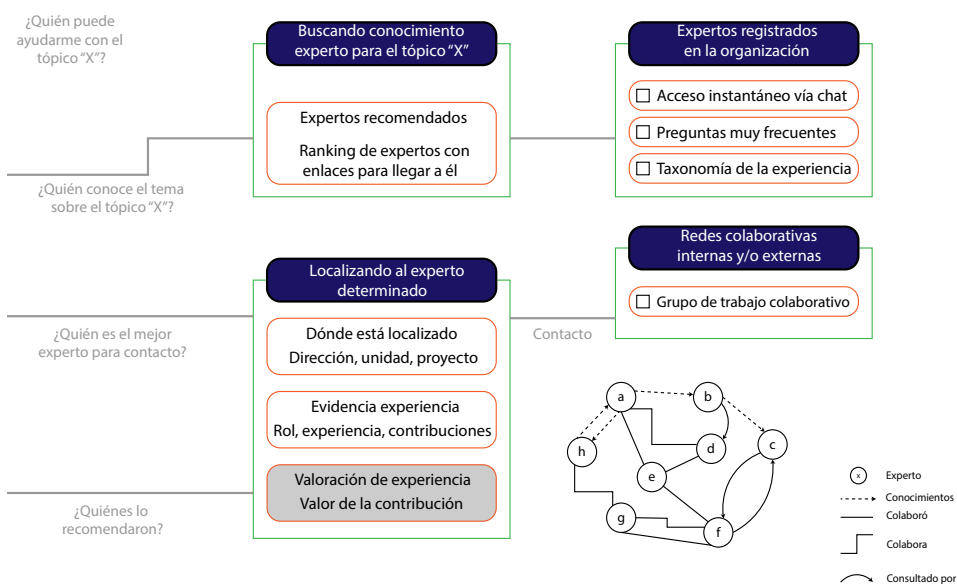 ¿Quién puede
ayudarme con el
tópico “X”?
Buscando conocimiento
experto para el tópico “X”
Expertos registrados
en la organización
Expertos recomendados
Ranking de expertos con
enlaces para llegar a él
Acceso instantáneo vía chat
Preguntas muy frecuentes
Taxonomía de la experiencia
¿Quién conoce el tema
sobre el tópico “X”?
Redes colaborativas
internas y/o externas
Localizando al experto
determinado
Grupo de trabajo colaborativo
¿Quién es el mejor
experto para contacto?
Dónde está localizado
Dirección, unidad, proyecto
Contacto
Evidencia experiencia
Rol, experiencia, contribuciones
Valoración de experiencia
Valor de la contribución
¿Quiénes lo
recomendaron?
a
b
c
d
h
e
g
f
x
Experto
Conocimientos
Colaboró
Colabora
Consultado por